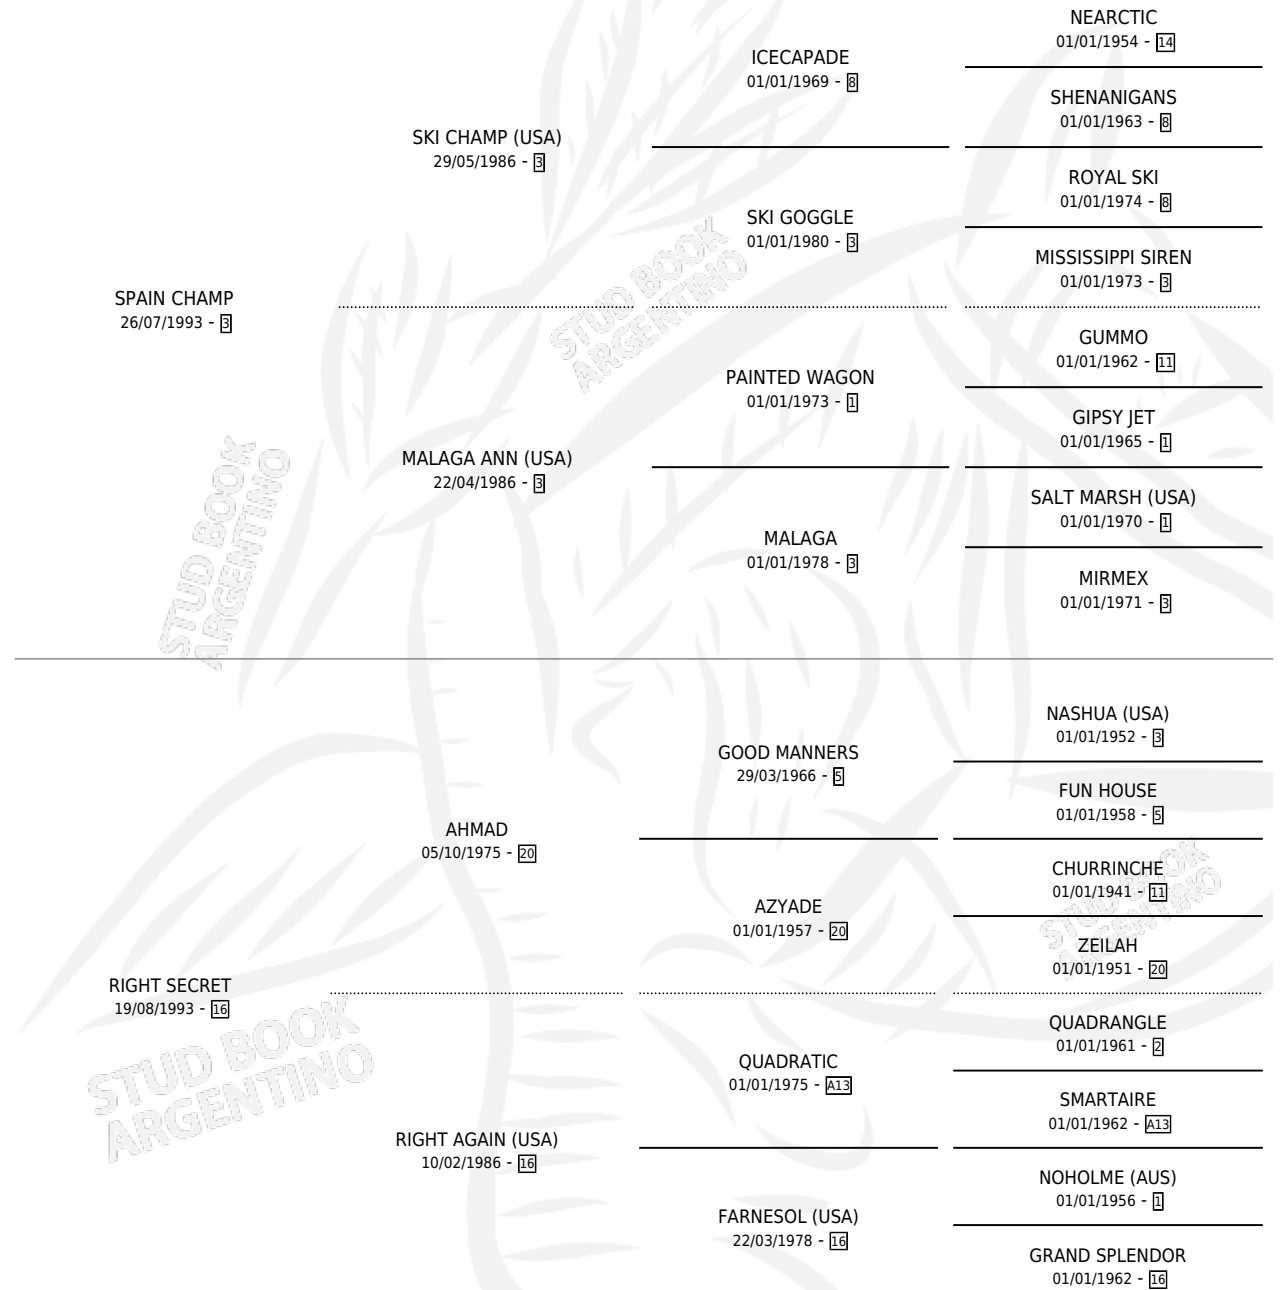 NEARCTIC
01/01/1954 - 14
ICECAPADE
01/01/1969 - 8
SHENANIGANS
01/01/1963 - 8
SKI CHAMP (USA)
29/05/1986 - 3
ROYAL SKI
01/01/1974 - 8
SKI GOGGLE
01/01/1980 - 3
MISSISSIPPI SIREN
01/01/1973 - 3
SPAIN CHAMP
26/07/1993 - 3
GUMMO
01/01/1962 - 11
PAINTED WAGON
01/01/1973 - 1
GIPSY JET
01/01/1965 - 1
MALAGA ANN (USA)
22/04/1986 - 3
SALT MARSH (USA)
01/01/1970 - 1
MALAGA
01/01/1978 - 3
MIRMEX
01/01/1971 - 3
NASHUA (USA)
01/01/1952 - 3
GOOD MANNERS
29/03/1966 - 5
FUN HOUSE
01/01/1958 - 5
AHMAD
05/10/1975 - 20
CHURRINCHE
01/01/1941 - 11
AZYADE
01/01/1957 - 20
ZEILAH
01/01/1951 - 20
RIGHT SECRET
19/08/1993 - 16
QUADRANGLE
01/01/1961 - 2
QUADRATIC
01/01/1975 - A13
SMARTAIRE
01/01/1962 - A13
RIGHT AGAIN (USA)
10/02/1986 - 16
NOHOLME (AUS)
01/01/1956 - 1
FARNESOL (USA)
22/03/1978 - 16
GRAND SPLENDOR
01/01/1962 - 16
STUD BOOK
ARGENTINO
STUD BOOK
ARGENTINO
STUD BOOK
ARGENTINO
STUD BOOK
ARGENTINO